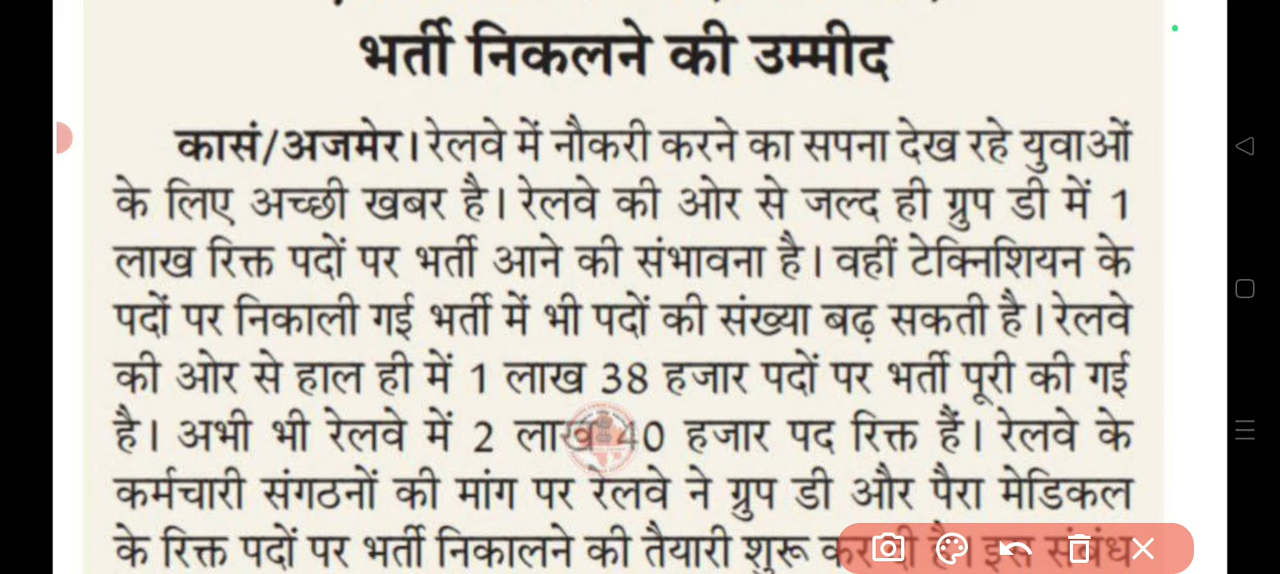 भर्ती निकलने की उम्मीद
कासं/अजमेर। रेलवे में नौकरी करने का सपना देख रहे युवाओं
के लिए अच्छी खबर है। रेलवे की ओर से जल्द ही ग्रुप डी में 1
लाख रिक्त पदों पर भर्ती आने की संभावना है। वहीं टेक्निशियन के
पदों पर निकाली गई भर्ती में भी पदों की संख्या बढ़ सकती है। रेलवे
की ओर से हाल ही में 1 लाख 38 हजार पदों पर भर्ती पूरी की गई
है। अभी भी रेलवे में 2 लाख 40 हजार पद रिक्त हैं। रेलवे के
कर्मचारी संगठनों की मांग पर रेलवे ने ग्रुप डी और पैरा मेडिकल
के रिक्त पदों पर भर्ती निकालने की तैयारी शुरू कर दी है। इस संबंध